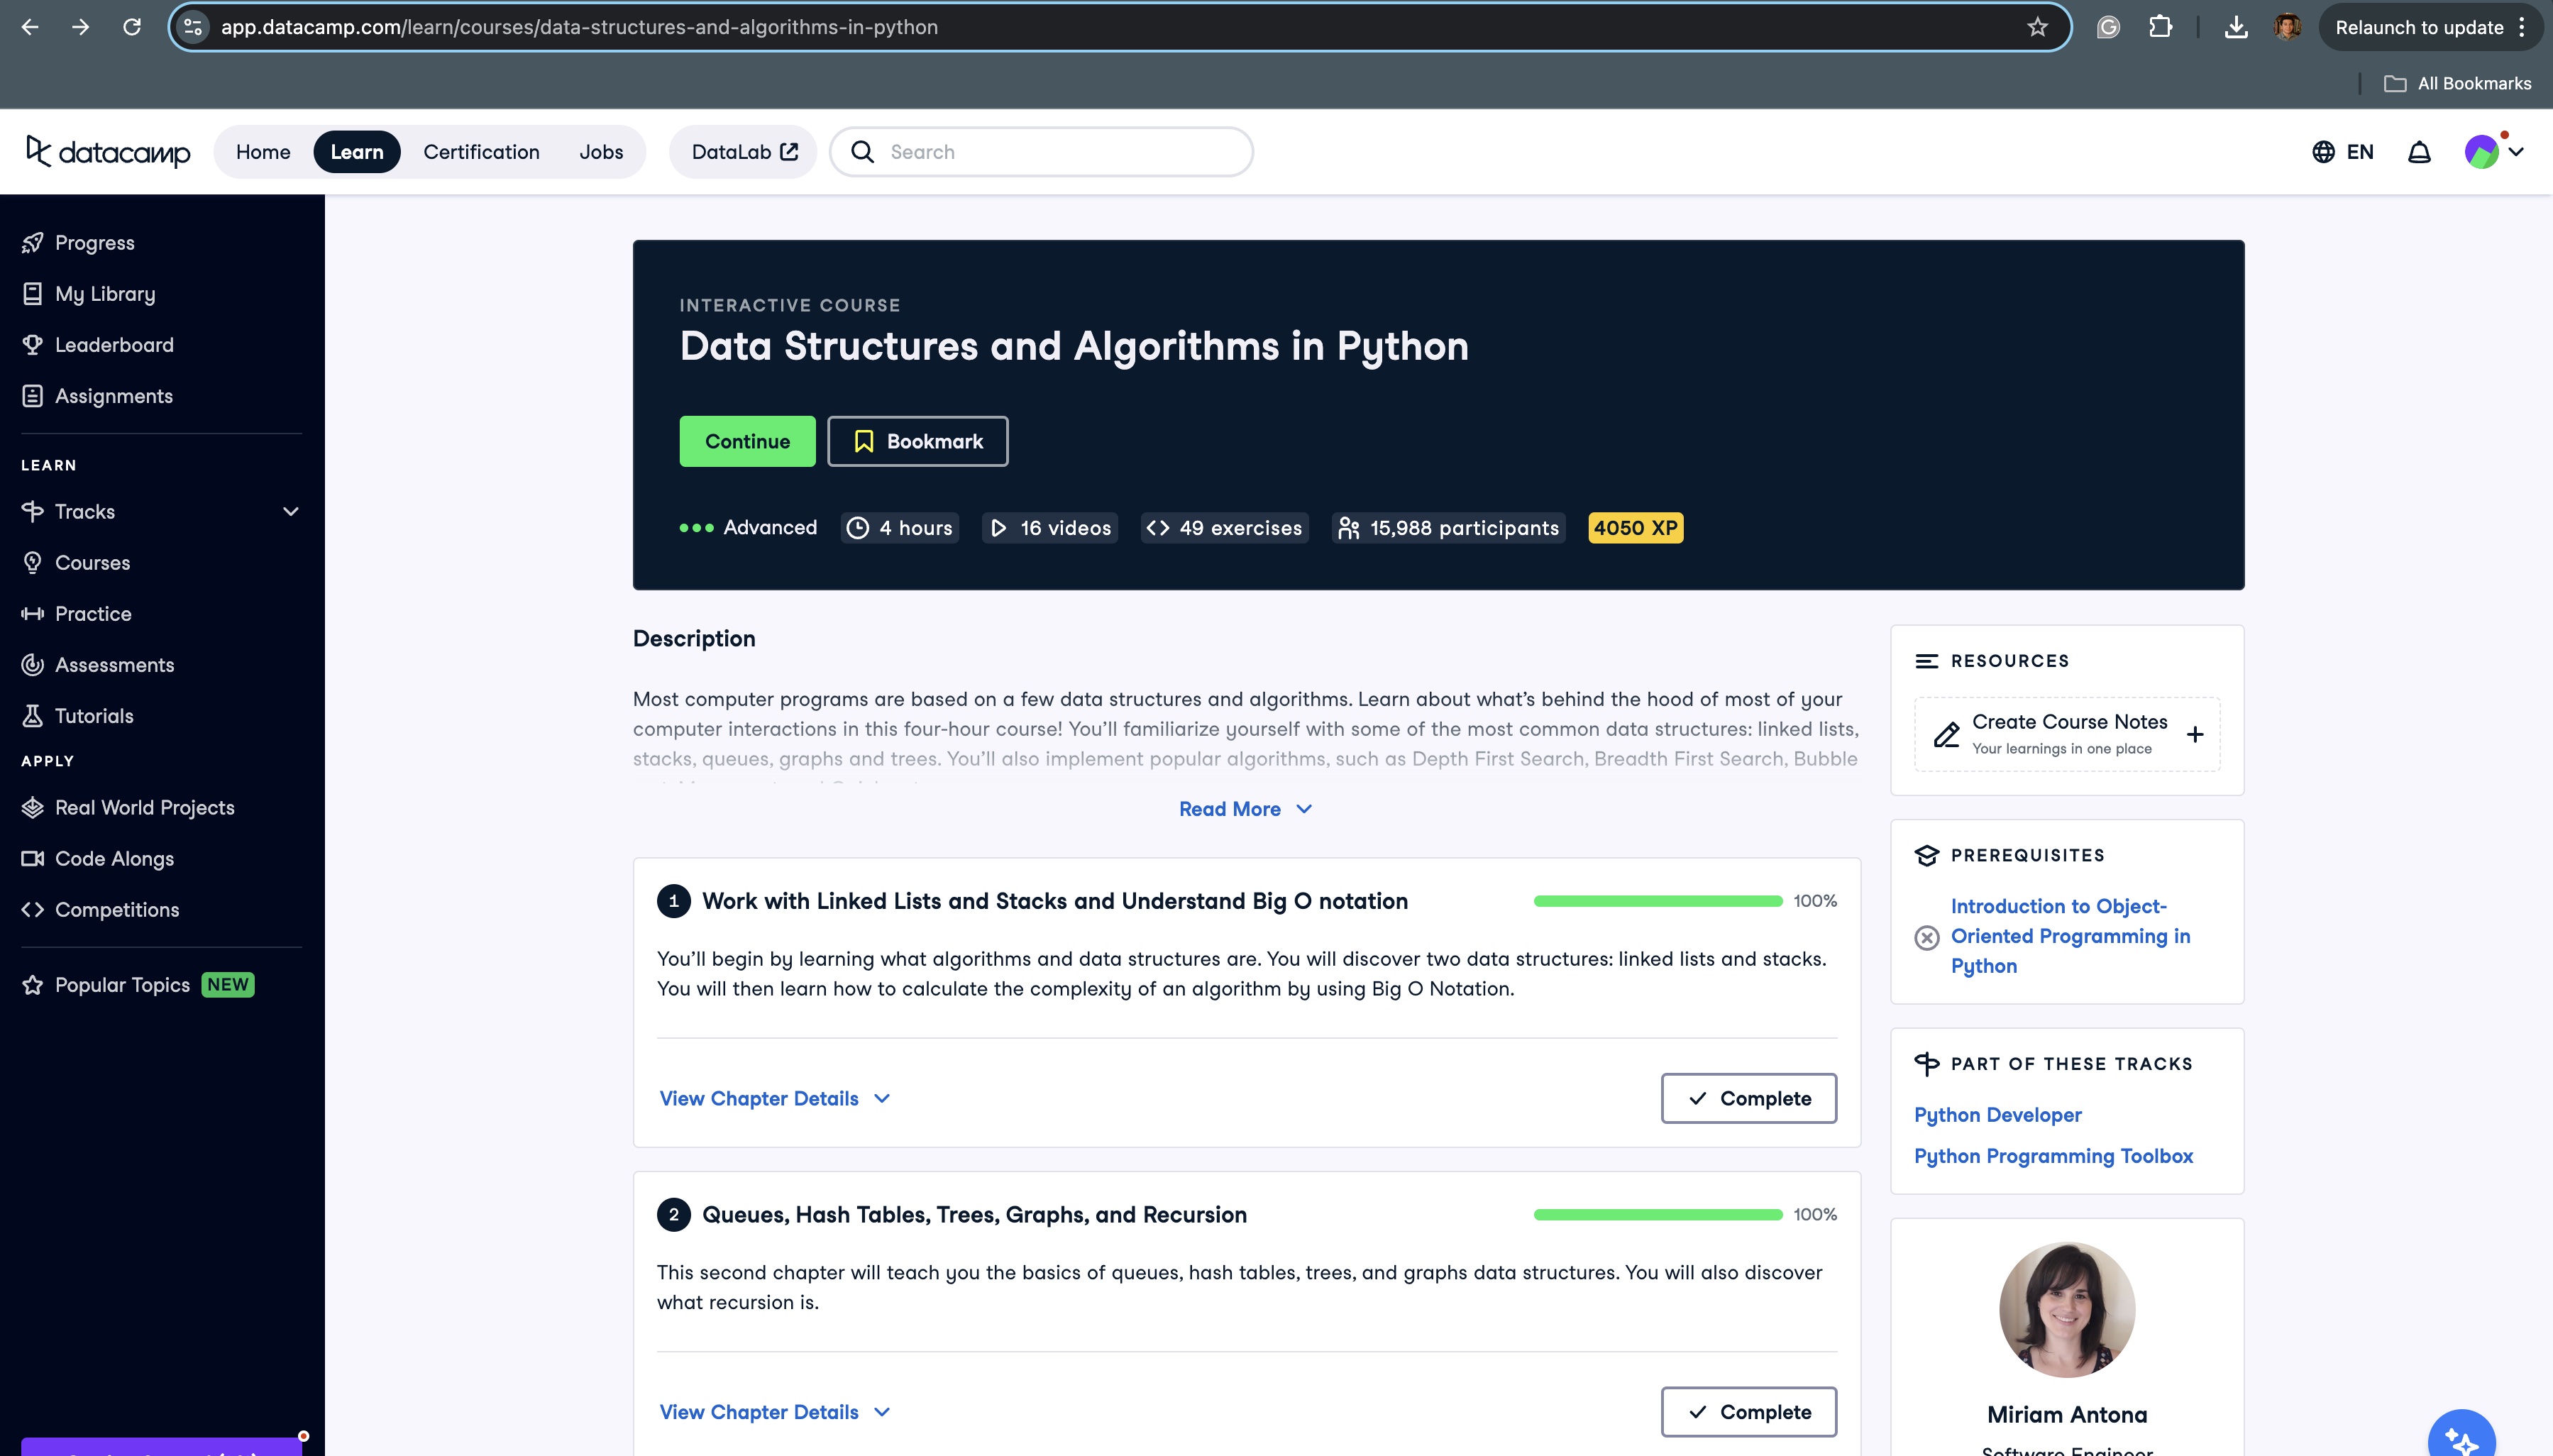 app.datacamp.com/learn/courses/data-structures-and-algorithms-in-python
Relaunch to update
All Bookmarks
datacamp
Home
Learn
Certification
Jobs
DataLab
Search
EN
Progress
My Library
Leaderboard
Assignments
LEARN
Tracks
Courses
Practice
Assessments
Tutorials
APPLY
Real World Projects
Code Alongs
Competitions
Popular Topics NEW
INTERACTIVE COURSE
Data Structures and Algorithms in Python
Continue
Bookmark
Advanced
4 hours
16 videos
49 exercises
15,988 participants
4050 XP
Description
Most computer programs are based on a few data structures and algorithms. Learn about what’s behind the hood of most of your
computer interactions in this four-hour course! You’ll familiarize yourself with some of the most common data structures: linked lists,
stacks, queues, graphs and trees. You’ll also implement popular algorithms, such as Depth First Search, Breadth First Search, Bubble
Read More
1 Work with Linked Lists and Stacks and Understand Big O notation
100%
You’ll begin by learning what algorithms and data structures are. You will discover two data structures: linked lists and stacks.
You will then learn how to calculate the complexity of an algorithm by using Big O Notation.
View Chapter Details
Complete
2 Queues, Hash Tables, Trees, Graphs, and Recursion
100%
This second chapter will teach you the basics of queues, hash tables, trees, and graphs data structures. You will also discover
what recursion is.
View Chapter Details
Complete
RESOURCES
Create Course Notes
Your learnings in one place
PREREQUISITES
Introduction to Object-
Oriented Programming in
Python
PART OF THESE TRACKS
Python Developer
Python Programming Toolbox
Miriam Antona
Software Engineer